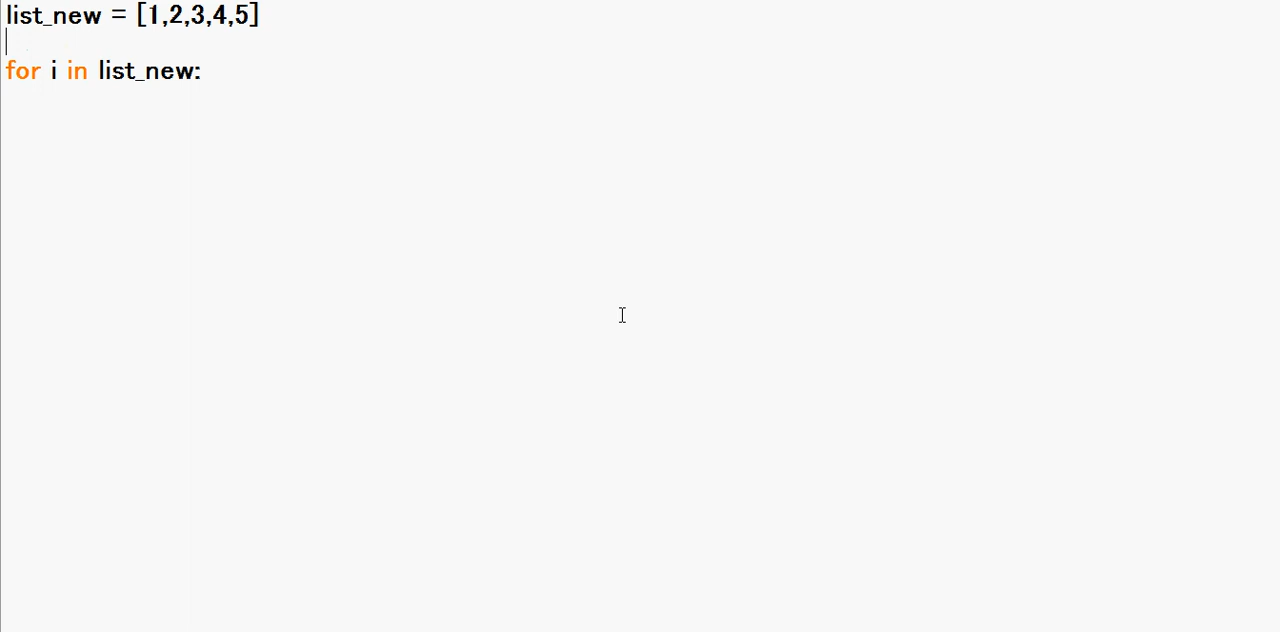 list_new = [1,2,3,4,5]
for i in list_new: